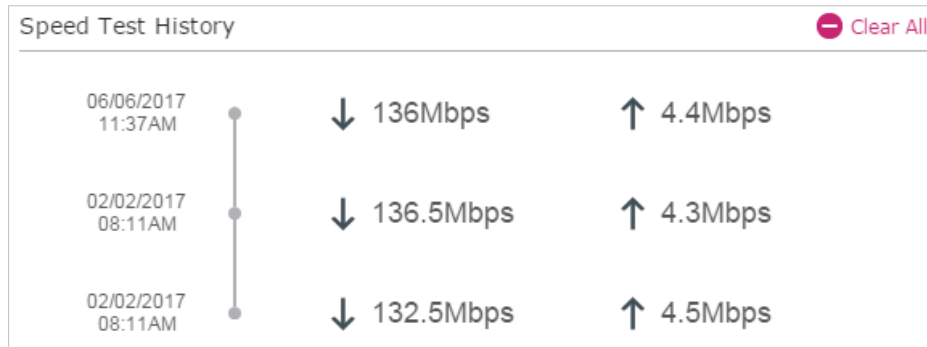 Speed Test History
Clear All
06/06/2017
11:37AM
136Mbps
4.4Mbps
02/02/2017
08:11AM
136.5Mbps
4.3Mbps
02/02/2017
08:11AM
132.5Mbps
4.5Mbps